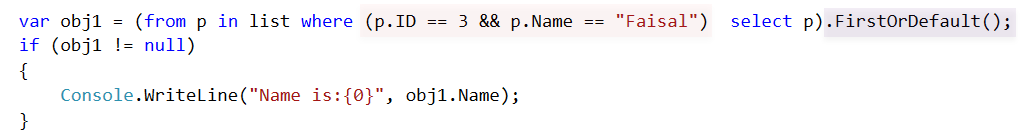 var obj1 = (from p in list where (p.ID == 3 && p.Name == "Faisal")  select p).FirstOrDefault();
if (obj1 != null)
{
    Console.WriteLine("Name is:{0}", obj1.Name);
}